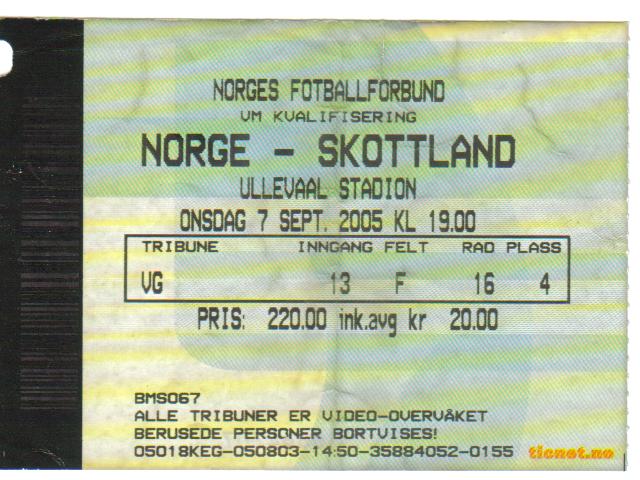 NORGES FOTBALLFORBUND
VM KVALIFISERING
NORGE - SKOTTLAND
ULLEVAAL STADION
ONSDAG 7 SEPT. 2005 KL 19.00
TRIBUNE INNGANG FELT RAD PLASS
VG 13 F 16 4
PRIS: 220.00 ink.avg kr 20.00
BMS067
ALLE TRIBUNER ER VIDEO-OVERVÅKET
BERUSEDE PERSONER BORTVISES!
05018KEG-050803-14:50-35884052-0155 ticnet.no